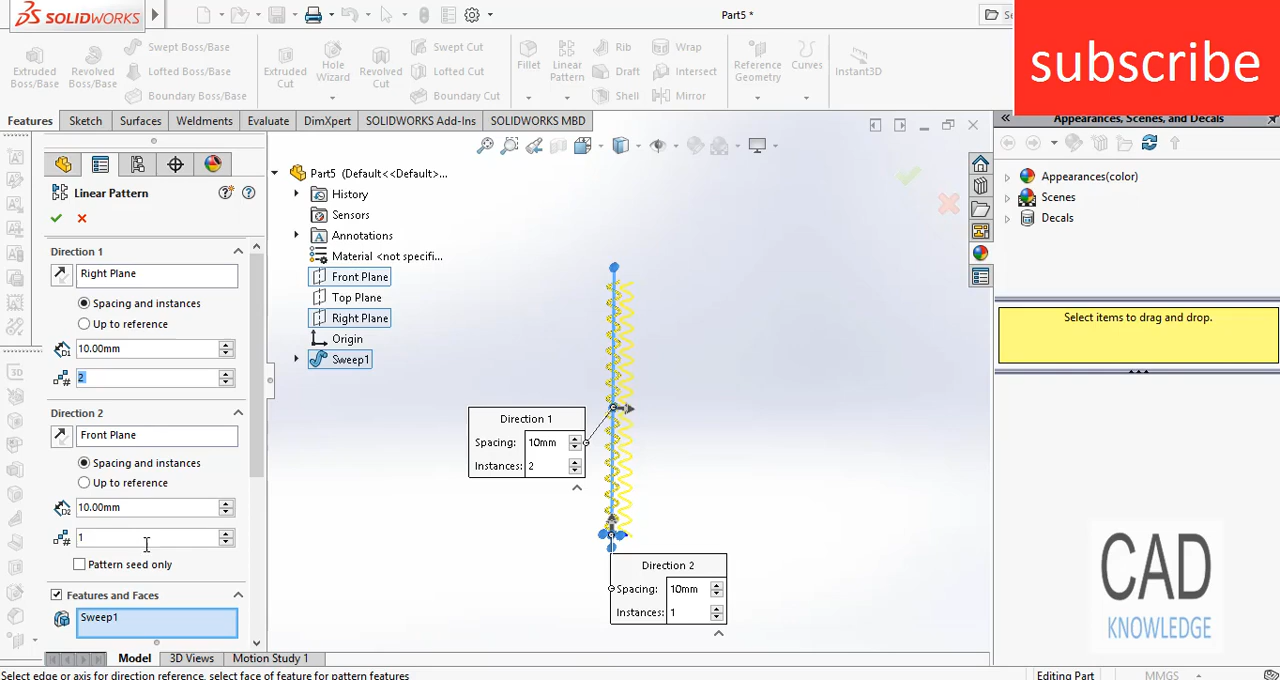 SOLIDWORKS
Part5 *
Se
subscribe
Extruded Boss/Base
Revolved Boss/Base
Swept Boss/Base
Lofted Boss/Base
Boundary Boss/Base
Extruded Cut
Hole Wizard
Revolved Cut
Swept Cut
Lofted Cut
Boundary Cut
Fillet
Linear Pattern
Rib
Draft
Shell
Wrap
Intersect
Mirror
Reference Geometry
Curves
Instant3D
Features
Sketch
Surfaces
Weldments
Evaluate
DimXpert
SOLIDWORKS Add-Ins
SOLIDWORKS MBD
Appearances, Scenes, and Decals
Linear Pattern
Direction 1
Right Plane
Spacing and instances
Up to reference
D1
10.00mm
#
2
Direction 2
Front Plane
Spacing and instances
Up to reference
D2
10.00mm
#
1
Pattern seed only
Features and Faces
Sweep1
Part5 (Default<<Default>...
History
Sensors
Annotations
Material <not specifi...
Front Plane
Top Plane
Right Plane
Origin
Sweep1
Direction 1
Spacing: 10mm
Instances: 2
Direction 2
Spacing: 10mm
Instances: 1
Appearances(color)
Scenes
Decals
Select items to drag and drop.
CAD
KNOWLEDGE
Model
3D Views
Motion Study 1
Select edge or axis for direction reference, select face of feature for pattern features
Editing Part
MMGS